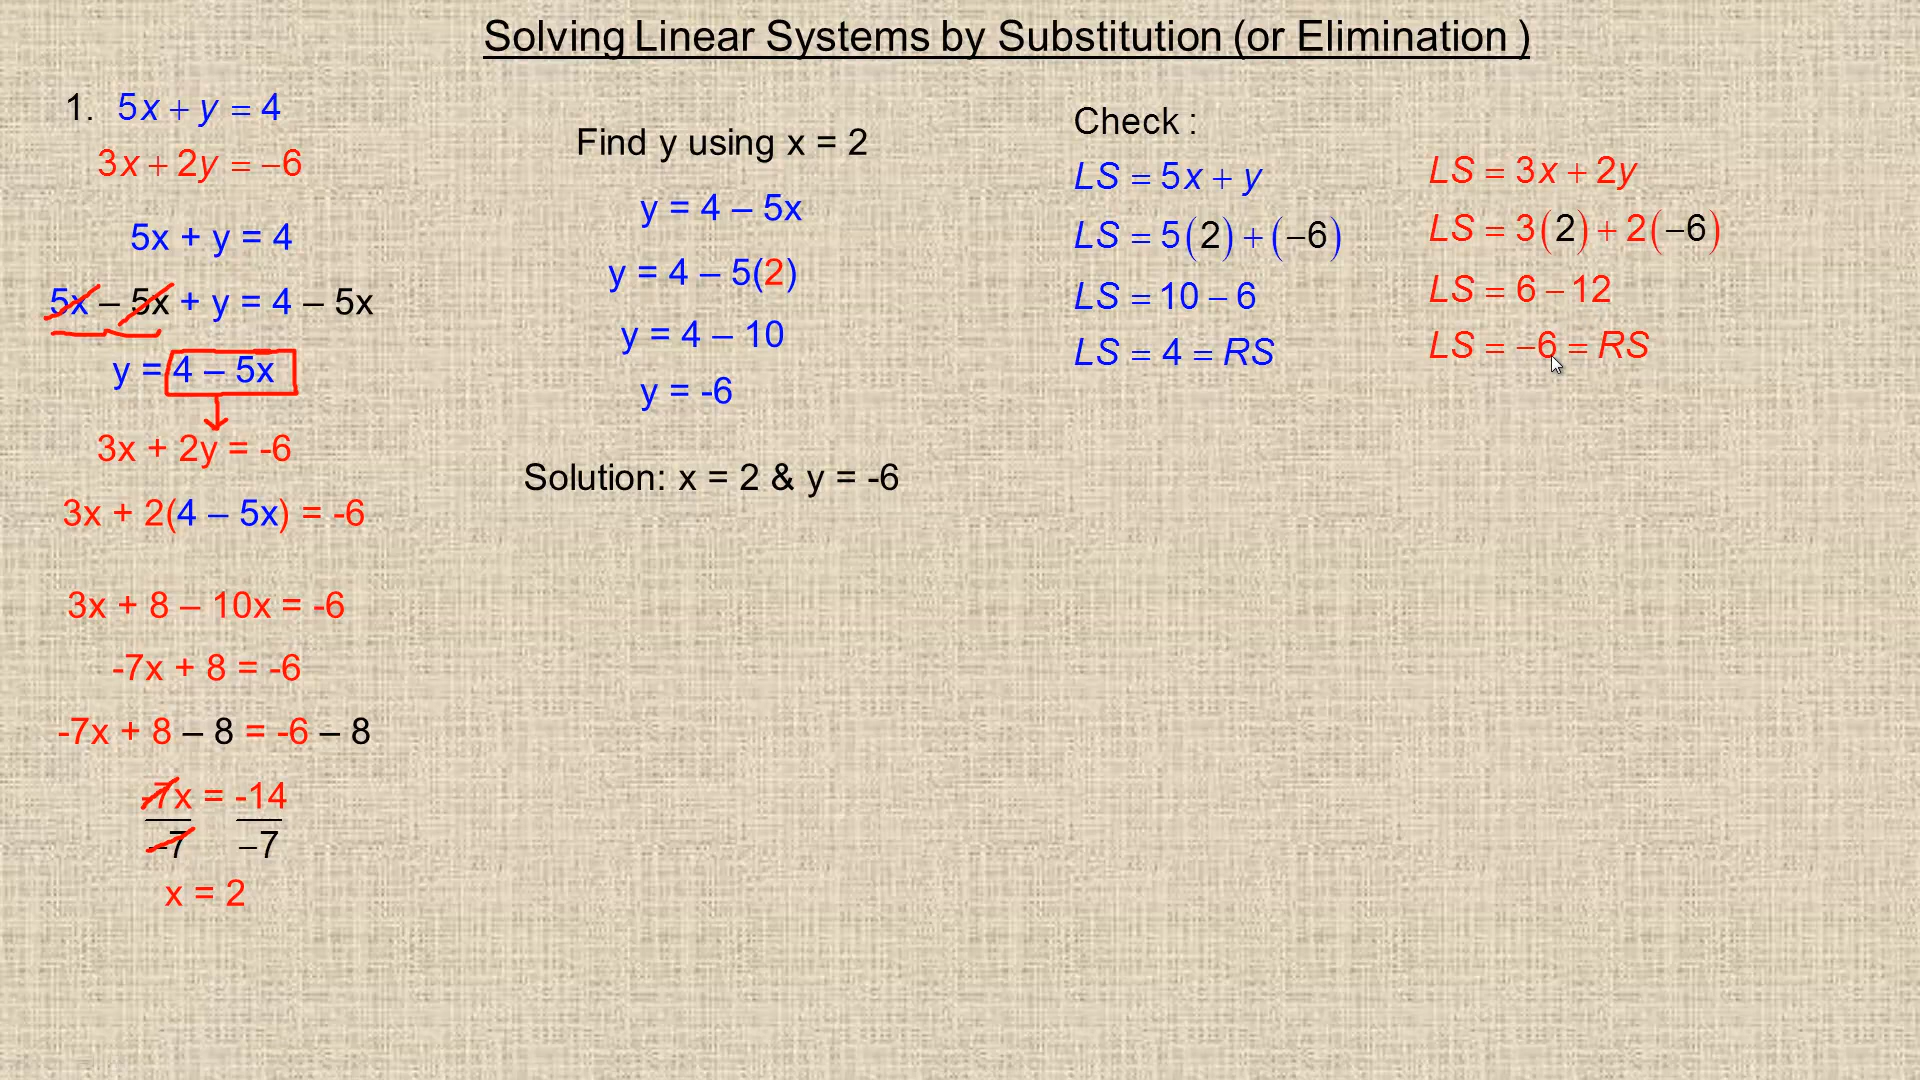 Solving Linear Systems by Substitution (or Elimination )
1. 5x + y = 4
3x + 2y = −6
5x + y = 4
5x – 5x + y = 4 – 5x
y = 4 – 5x
3x + 2y = -6
3x + 2(4 – 5x) = -6
3x + 8 – 10x = -6
-7x + 8 = -6
-7x + 8 – 8 = -6 – 8
-7x = -14
−7 −7
x = 2
Find y using x = 2
y = 4 – 5x
y = 4 – 5(2)
y = 4 – 10
y = -6
Solution: x = 2 & y = -6
Check :
LS = 5x + y
LS = 5(2) + (−6)
LS = 10 − 6
LS = 4 = RS
LS = 3x + 2y
LS = 3(2) + 2(−6)
LS = 6 − 12
LS = −6 = RS